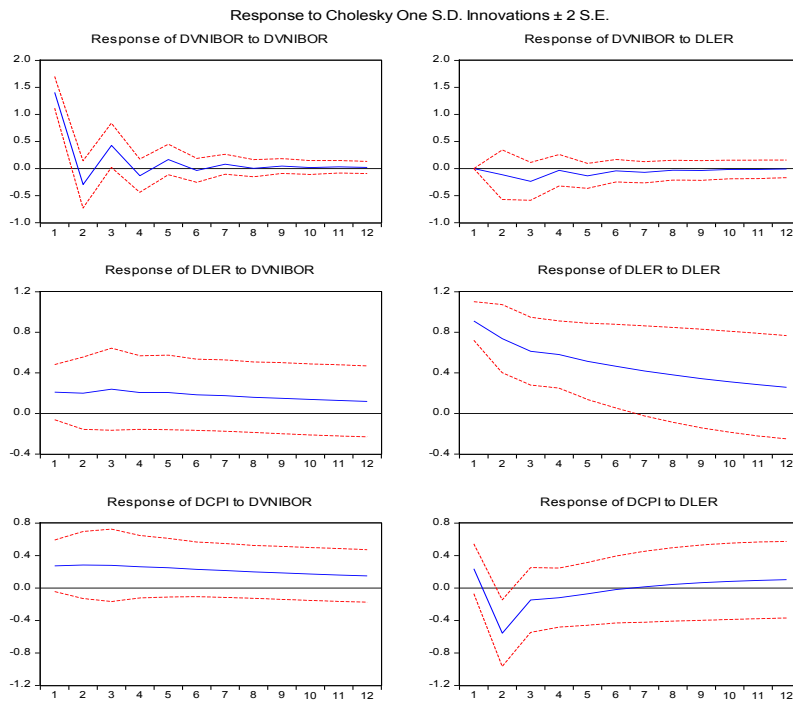 Response to Cholesky One S.D. Innovations ± 2 S.E.
Response of DVNIBOR to DVNIBOR
2.0
1.5
1.0
0.5
0.0
-0.5
-1.0
1 2 3 4 5 6 7 8 9 10 11 12
Response of DVNIBOR to DLER
2.0
1.5
1.0
0.5
0.0
-0.5
-1.0
1 2 3 4 5 6 7 8 9 10 11 12
Response of DLER to DVNIBOR
1.2
0.8
0.4
0.0
-0.4
1 2 3 4 5 6 7 8 9 10 11 12
Response of DLER to DLER
1.2
0.8
0.4
0.0
-0.4
1 2 3 4 5 6 7 8 9 10 11 12
Response of DCPI to DVNIBOR
0.8
0.4
0.0
-0.4
-0.8
-1.2
1 2 3 4 5 6 7 8 9 10 11 12
Response of DCPI to DLER
0.8
0.4
0.0
-0.4
-0.8
-1.2
1 2 3 4 5 6 7 8 9 10 11 12